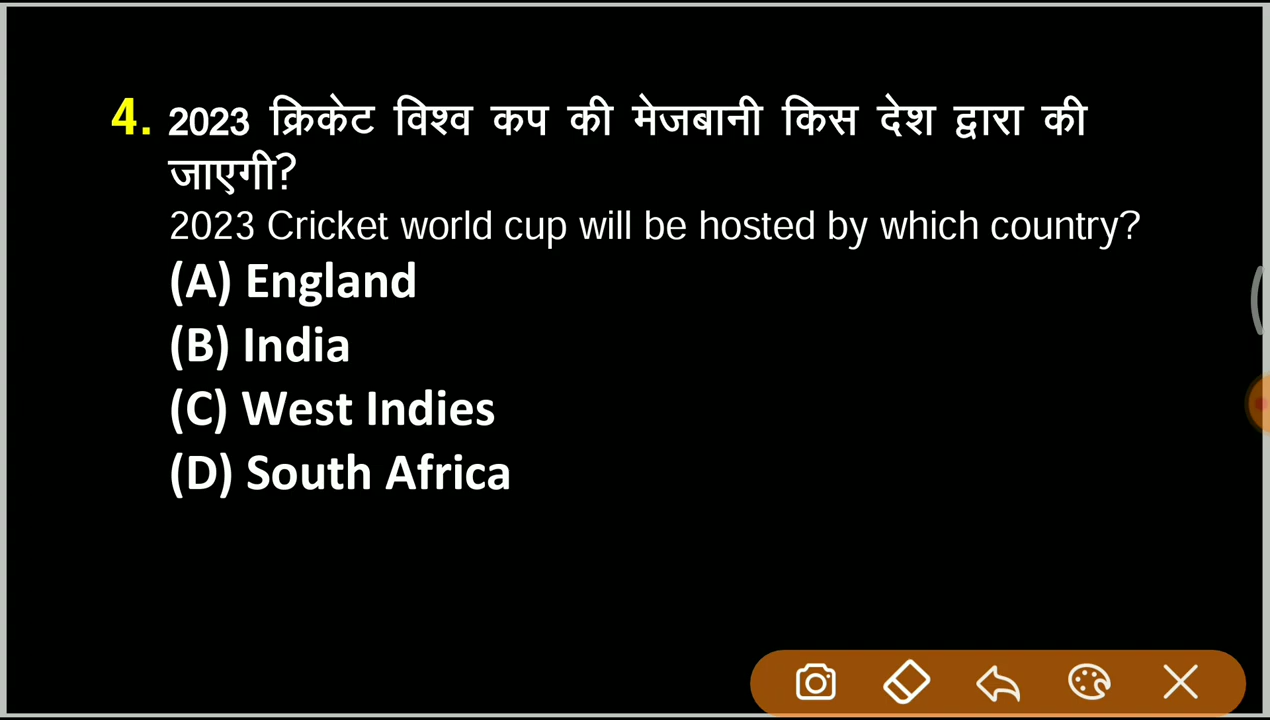 4. 2023 क्रिकेट विश्व कप की मेजबानी किस देश द्वारा की
जाएगी?
2023 Cricket world cup will be hosted by which country?
(A) England
(B) India
(C) West Indies
(D) South Africa